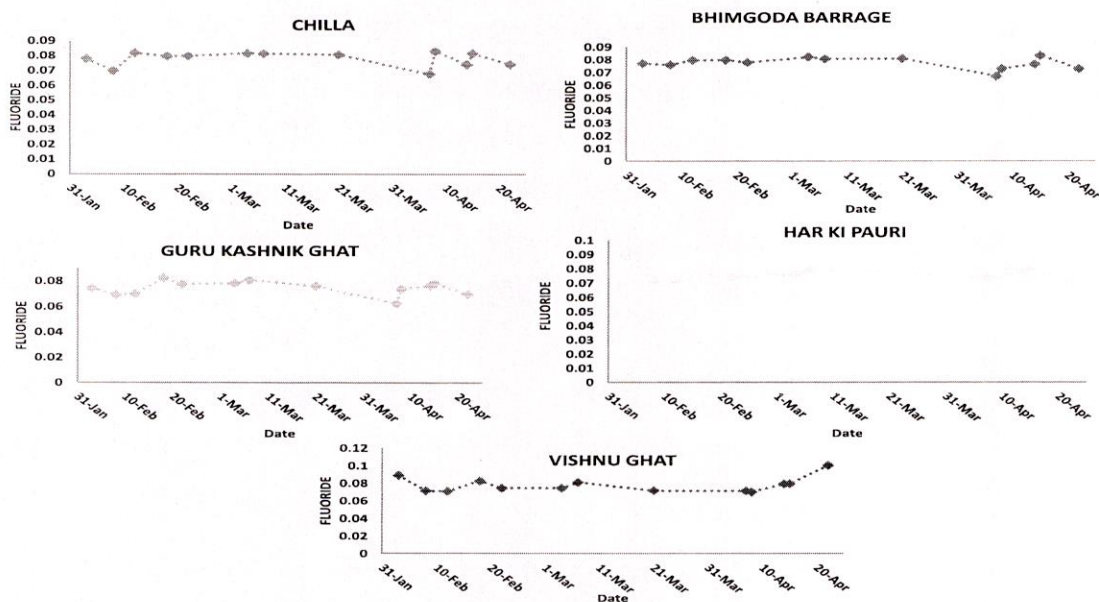 CHILLA
FLUORIDE
0.09
0.08
0.07
0.06
0.05
0.04
0.03
0.02
0.01
0
31-Jan
10-Feb
20-Feb
1-Mar
11-Mar
21-Mar
31-Mar
10-Apr
20-Apr
Date
BHIMGODA BARRAGE
FLUORIDE
0.09
0.08
0.07
0.06
0.05
0.04
0.03
0.02
0.01
0
31-Jan
10-Feb
20-Feb
1-Mar
11-Mar
21-Mar
31-Mar
10-Apr
20-Apr
Date
GURU KASHNIK GHAT
FLUORIDE
0.08
0.06
0.04
0.02
0
31-Jan
10-Feb
20-Feb
1-Mar
11-Mar
21-Mar
31-Mar
10-Apr
20-Apr
Date
HAR KI PAURI
FLUORIDE
0.1
0.09
0.08
0.07
0.06
0.05
0.04
0.03
0.02
0.01
0
31-Jan
10-Feb
20-Feb
1-Mar
11-Mar
21-Mar
31-Mar
10-Apr
20-Apr
Date
VISHNU GHAT
FLUORIDE
0.12
0.1
0.08
0.06
0.04
0.02
0
31-Jan
10-Feb
20-Feb
1-Mar
11-Mar
21-Mar
31-Mar
10-Apr
20-Apr
Date